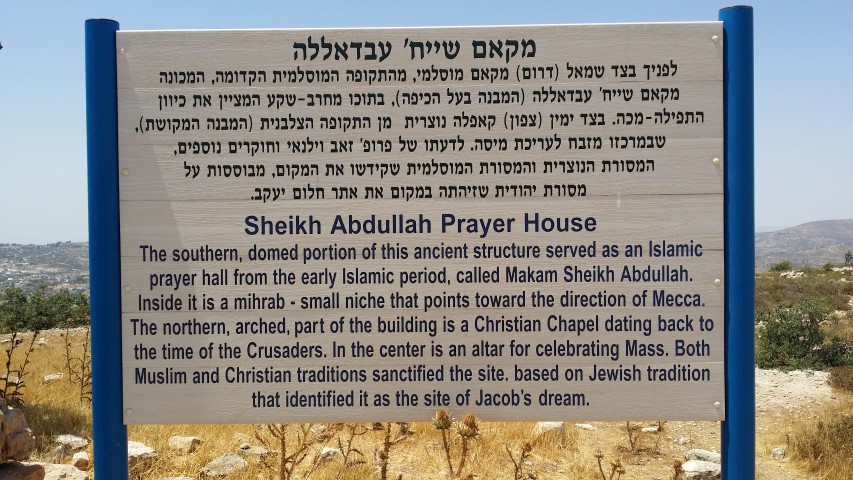 מקאם שייח' עבדאללה
לפניך בצד שמאל (דרום) מקאם מוסלמי, מהתקופה המוסלמית הקדומה, המכונה
מקאם שייח' עבדאללה (המבנה בעל הכיפה), בתוכו מחרב-שקע המציין את כיוון
התפילה-מכה. בצד ימין (צפון) קאפלה נוצרית מן התקופה הצלבנית (המבנה המקושת),
שבמרכזו מזבח לעריכת מיסה. לדעתו של פרופ' זאב וילנאי וחוקרים נוספים,
המסורת הנוצרית והמסורת המוסלמית שקידשו את המקום, מבוססות על
מסורת יהודית שזיהתה במקום את אתר חלום יעקב.
Sheikh Abdullah Prayer House
The southern, domed portion of this ancient structure served as an Islamic
prayer hall from the early Islamic period, called Makam Sheikh Abdullah.
Inside it is a mihrab - small niche that points toward the direction of Mecca.
The northern, arched, part of the building is a Christian Chapel dating back to
the time of the Crusaders. In the center is an altar for celebrating Mass. Both
Muslim and Christian traditions sanctified the site. based on Jewish tradition
that identified it as the site of Jacob's dream.